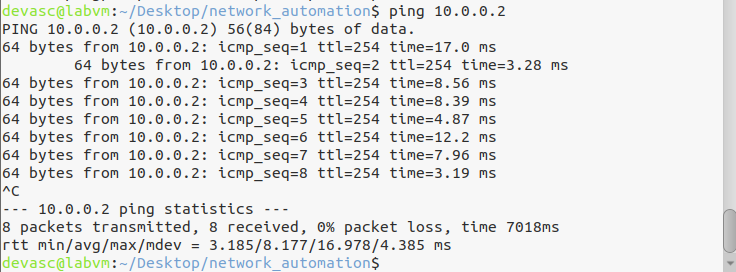 devasc@labvm:~/Desktop/network_automation$ ping 10.0.0.2
PING 10.0.0.2 (10.0.0.2) 56(84) bytes of data.
64 bytes from 10.0.0.2: icmp_seq=1 ttl=254 time=17.0 ms
64 bytes from 10.0.0.2: icmp_seq=2 ttl=254 time=3.28 ms
64 bytes from 10.0.0.2: icmp_seq=3 ttl=254 time=8.56 ms
64 bytes from 10.0.0.2: icmp_seq=4 ttl=254 time=8.39 ms
64 bytes from 10.0.0.2: icmp_seq=5 ttl=254 time=4.87 ms
64 bytes from 10.0.0.2: icmp_seq=6 ttl=254 time=12.2 ms
64 bytes from 10.0.0.2: icmp_seq=7 ttl=254 time=7.96 ms
64 bytes from 10.0.0.2: icmp_seq=8 ttl=254 time=3.19 ms
^C
--- 10.0.0.2 ping statistics ---
8 packets transmitted, 8 received, 0% packet loss, time 7018ms
rtt min/avg/max/mdev = 3.185/8.177/16.978/4.385 ms
devasc@labvm:~/Desktop/network_automation$